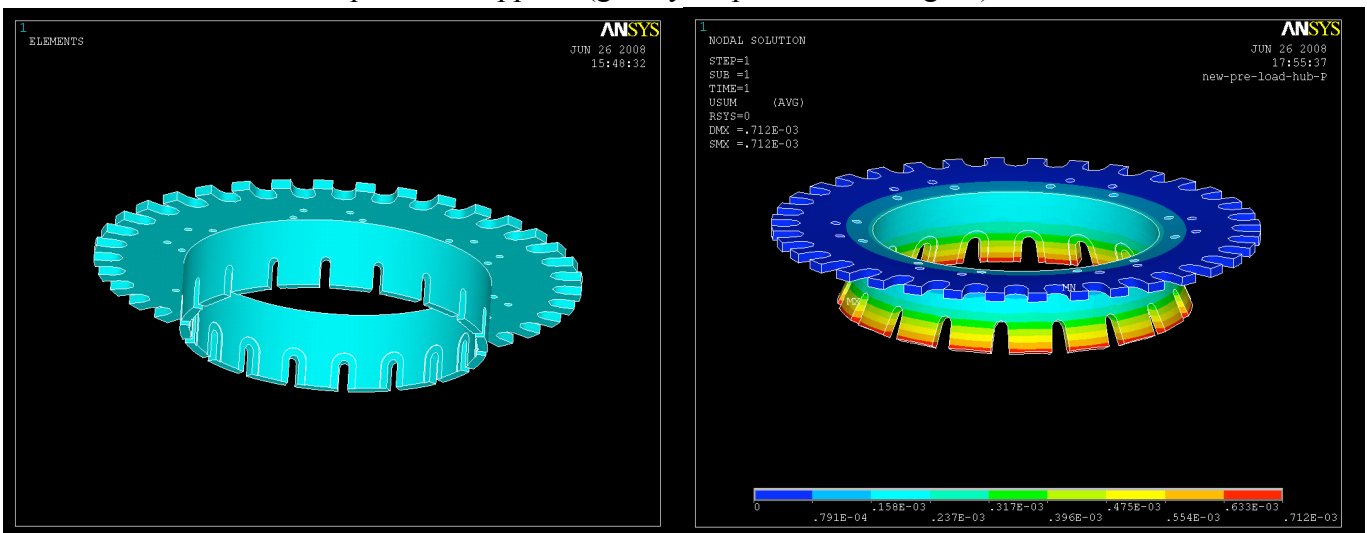 1
ELEMENTS
ANSYS
JUN 26 2008
15:48:32
1
NODAL SOLUTION
STEP=1
SUB =1
TIME=1
USUM (AVG)
RSYS=0
DMX =.712E-03
SMX =.712E-03
ANSYS
JUN 26 2008
17:55:37
new-pre-load-hub-P
MN
MX
0
.158E-03
.317E-03
.475E-03
.633E-03
.791E-04
.237E-03
.396E-03
.554E-03
.712E-03